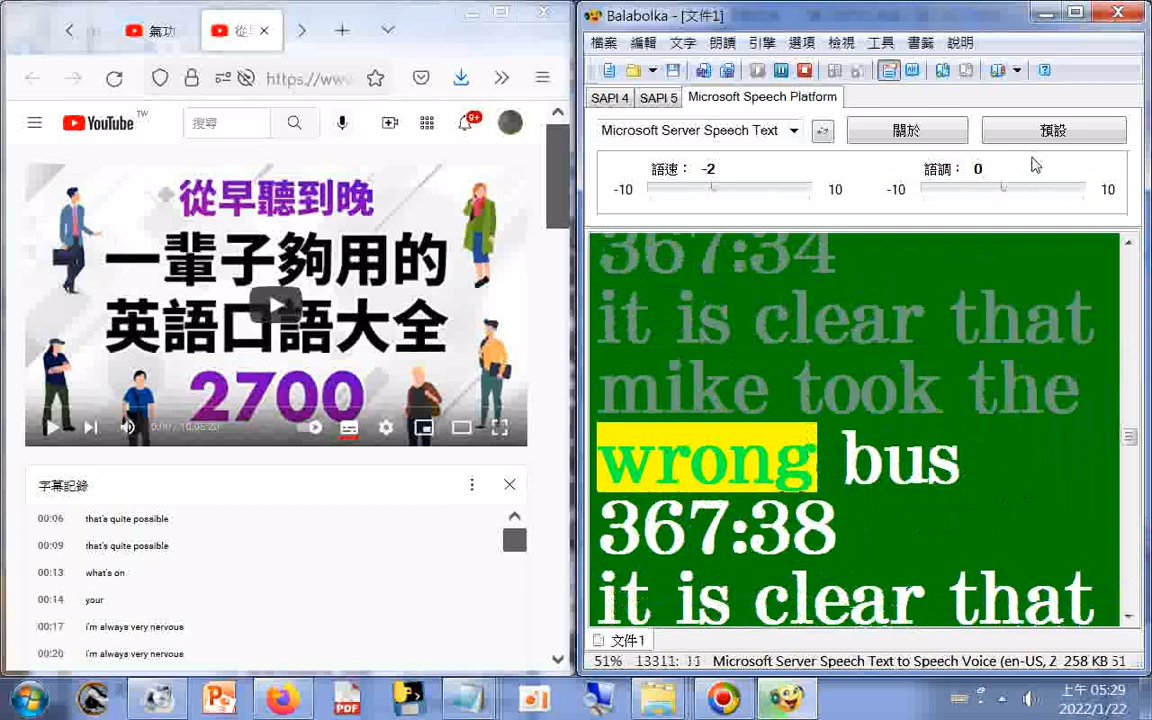 氣功
從
https://www
YouTube TW
搜尋
9+
從早聽到晚
一輩子夠用的
英語口語大全
2700
字幕記錄
00:06 that's quite possible
00:09 that's quite possible
00:13 what's on
00:14 your
00:17 i'm always very nervous
00:20 i'm always very nervous
Balabolka - [文件1]
檔案 編輯 文字 朗讀 引擎 選項 檢視 工具 書籤 說明
SAPI 4 SAPI 5 Microsoft Speech Platform
Microsoft Server Speech Text 關於 預設
語速： -2 語調： 0
-10 10 -10 10
367:34
it is clear that
mike took the
wrong bus
367:38
it is clear that
文件1
51% 13311: Microsoft Server Speech Text to Speech Voice (en-US, 2 258 KB 51
PDF
上午 05:29
2022/1/22